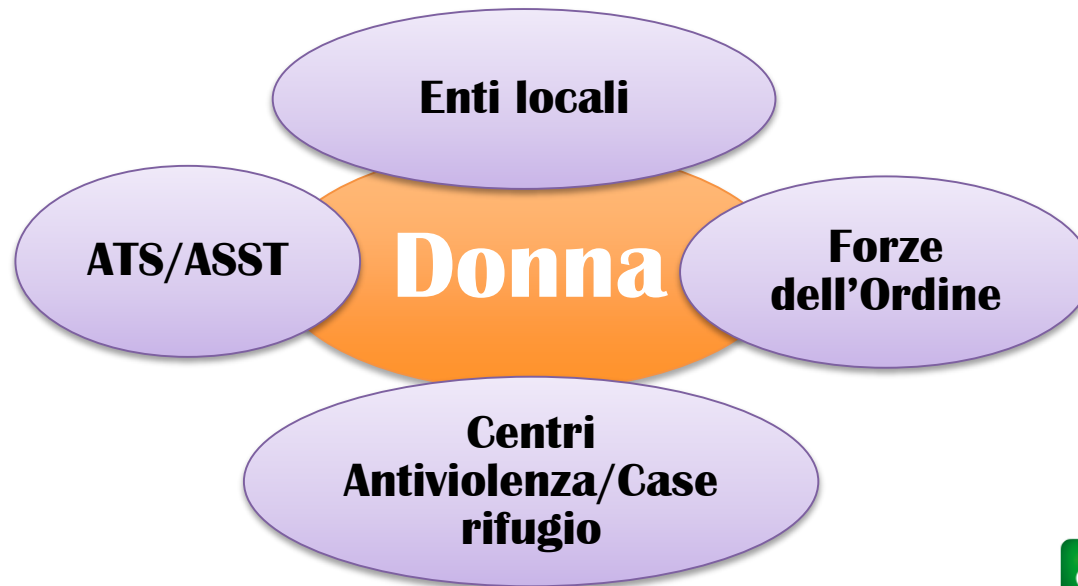 Enti locali
ATS/ASST
Donna
Forze
dell’Ordine
Centri
Antiviolenza/Case
rifugio